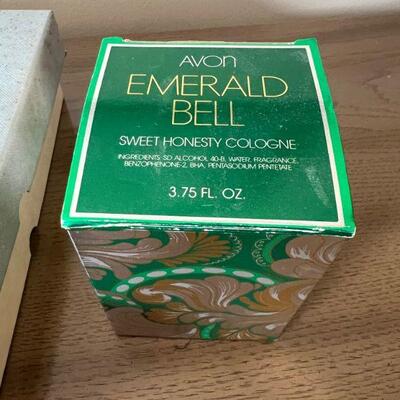 AVON
EMERALD
BELL
SWEET HONESTY COLOGNE
INGREDIENTS: SD ALCOHOL 40-B, WATER, FRAGRANCE,
BENZOPHENONE-2, BHA, PENTASODIUM PENTETATE
3.75 FL. OZ.